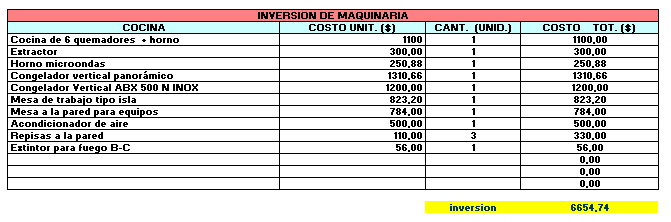 INVERSION DE MAQUINARIA
COCINA COSTO UNIT. ($) CANT. (UNID.) COSTO TOT. ($)
Cocina de 6 quemadores + horno 1100 1 1100,00
Extractor 300,00 1 300,00
Horno microondas 250,88 1 250,88
Congelador vertical panorámico 1310,66 1 1310,66
Congelador Vertical ABX 500 N INOX 1200,00 1 1200,00
Mesa de trabajo tipo isla 823,20 1 823,20
Mesa a la pared para equipos 784,00 1 784,00
Acondicionador de aire 500,00 1 500,00
Repisas a la pared 110,00 3 330,00
Extintor para fuego B-C 56,00 1 56,00
0,00
0,00
0,00
inversion 6654,74